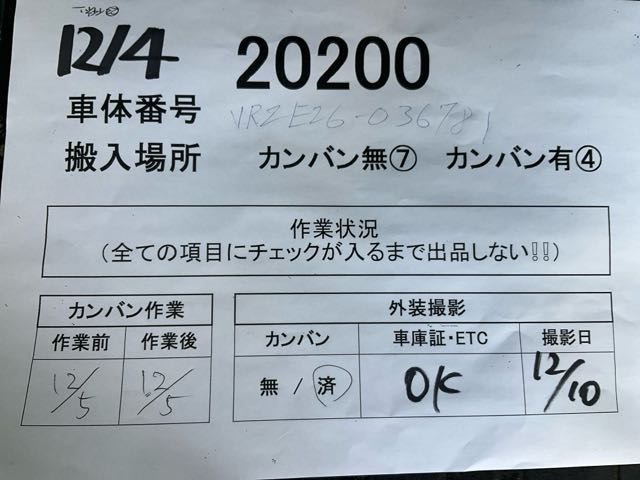 12/4 20200
車体番号 VRZE26-036781
搬入場所 カンバン無⑦ カンバン有④
作業状況
(全ての項目にチェックが入るまで出品しない!!)
カンバン作業 外装撮影
作業前 作業後 カンバン 車庫証・ETC 撮影日
12/5 12/5 無 / 済 OK 12/10